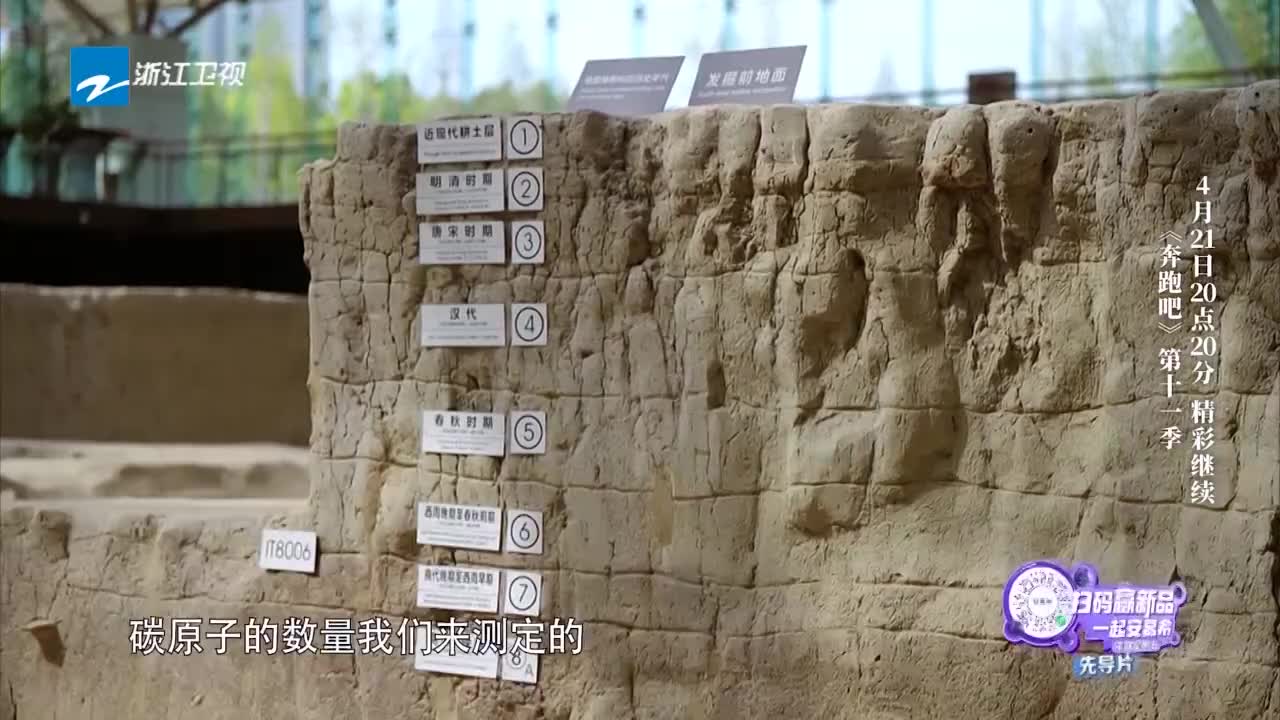 浙江卫视
发掘前地面
近现代耕土层
①
明清时期
②
唐宋时期
③
汉代
④
春秋时期
⑤
西周晚期至春秋前期
⑥
商代晚期至西周早期
⑦
8A
IT8006
碳原子的数量我们来测定的
4月21日20点20分 精彩继续
《奔跑吧》第十一季
扫码赢新品
一起安慕希
先导片